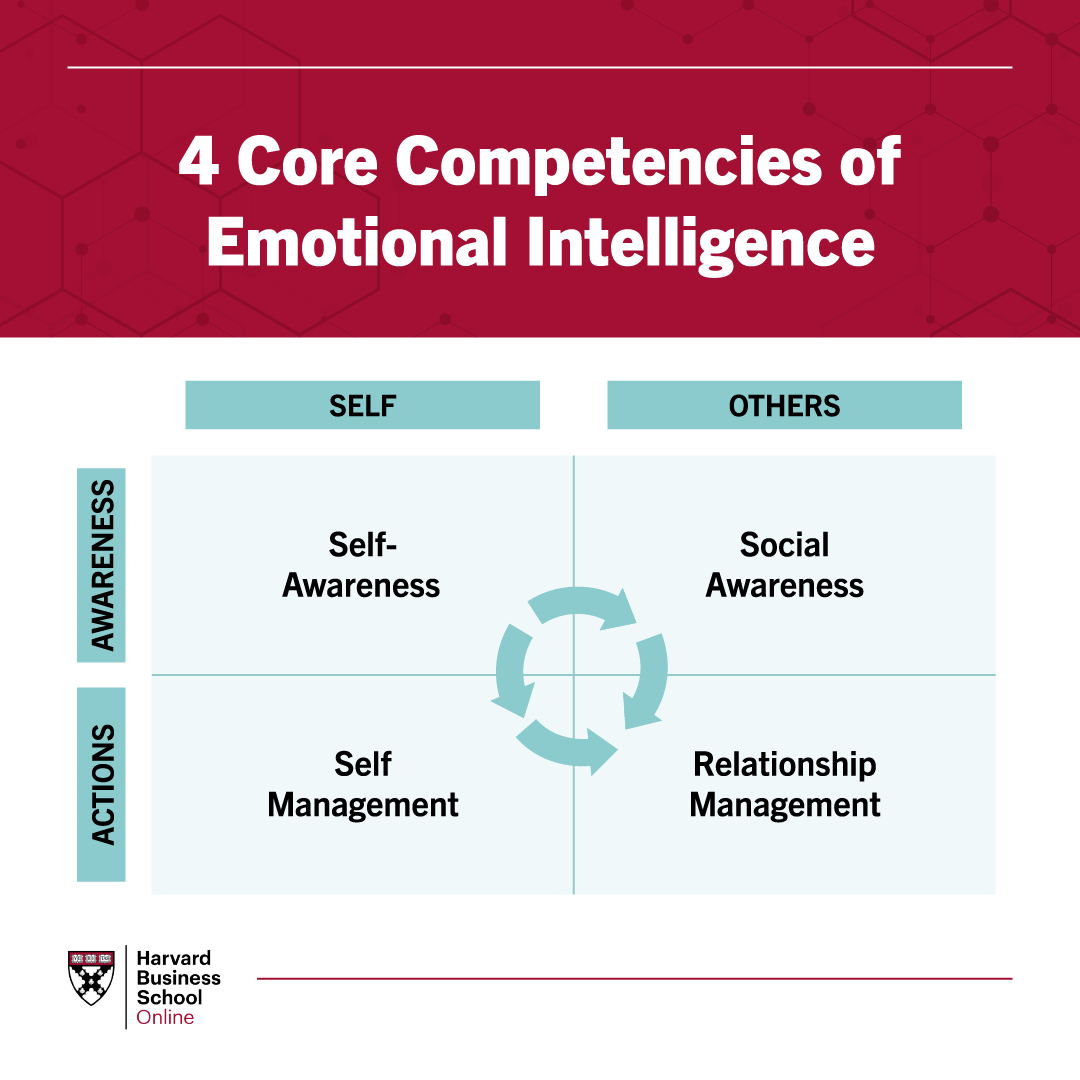 4 Core Competencies of
Emotional Intelligence
SELF
OTHERS
AWARENESS
Self-
Awareness
Social
Awareness
ACTIONS
Self
Management
Relationship
Management
Harvard
Business
School
Online